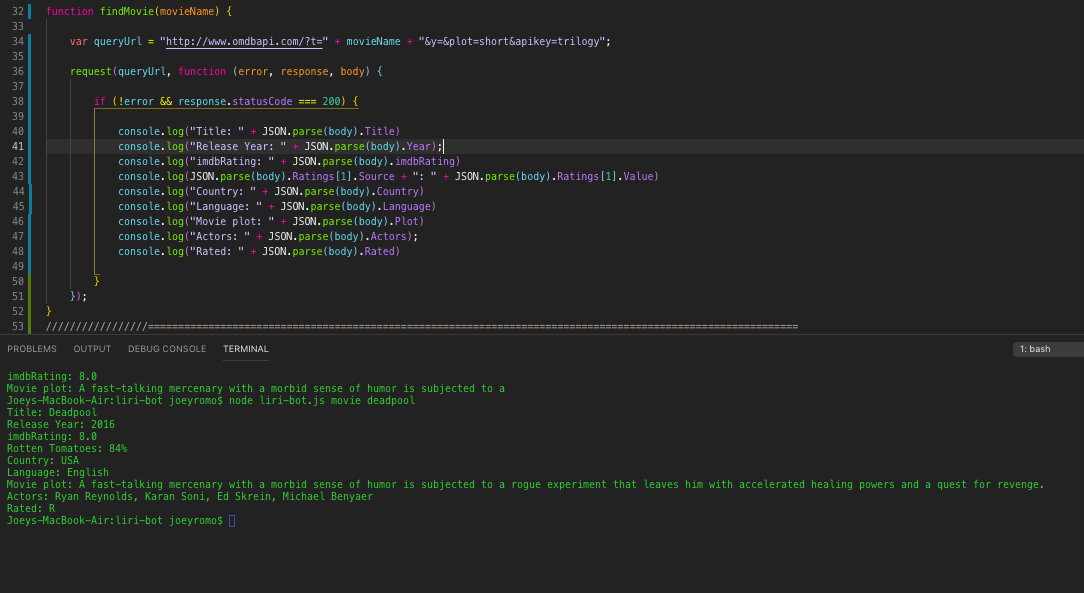 32 function findMovie(movieName) {
33
34 var queryUrl = "http://www.omdbapi.com/?t=" + movieName + "&y=&plot=short&apikey=trilogy";
35
36 request(queryUrl, function (error, response, body) {
37
38 if (!error && response.statusCode === 200) {
39
40 console.log("Title: " + JSON.parse(body).Title)
41 console.log("Release Year: " + JSON.parse(body).Year);
42 console.log("imdbRating: " + JSON.parse(body).imdbRating)
43 console.log(JSON.parse(body).Ratings[1].Source + ": " + JSON.parse(body).Ratings[1].Value)
44 console.log("Country: " + JSON.parse(body).Country)
45 console.log("Language: " + JSON.parse(body).Language)
46 console.log("Movie plot: " + JSON.parse(body).Plot)
47 console.log("Actors: " + JSON.parse(body).Actors);
48 console.log("Rated: " + JSON.parse(body).Rated)
49
50 }
51 });
52 }
53 /////////////////============================================================================================================
PROBLEMS OUTPUT DEBUG CONSOLE TERMINAL 1: bash
imdbRating: 8.0
Movie plot: A fast-talking mercenary with a morbid sense of humor is subjected to a
Joeys-MacBook-Air:liri-bot joeyromo$ node liri-bot.js movie deadpool
Title: Deadpool
Release Year: 2016
imdbRating: 8.0
Rotten Tomatoes: 84%
Country: USA
Language: English
Movie plot: A fast-talking mercenary with a morbid sense of humor is subjected to a rogue experiment that leaves him with accelerated healing powers and a quest for revenge.
Actors: Ryan Reynolds, Karan Soni, Ed Skrein, Michael Benyaer
Rated: R
Joeys-MacBook-Air:liri-bot joeyromo$